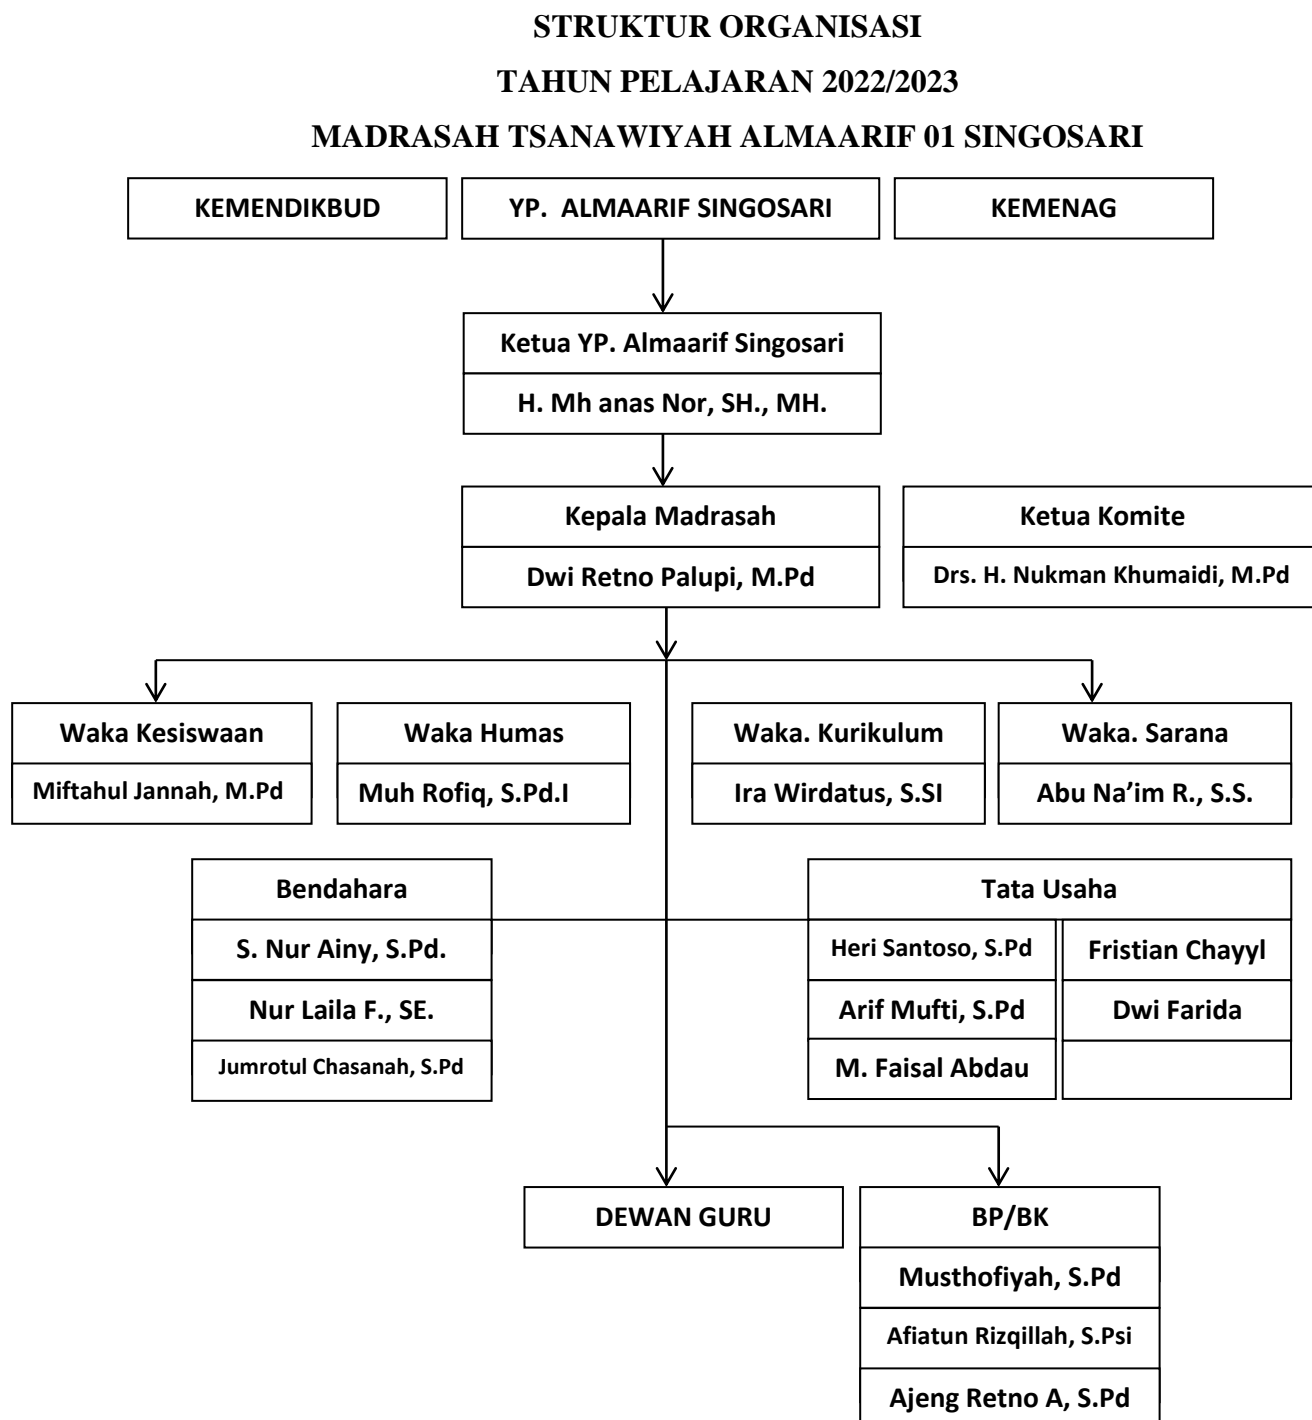 STRUKTUR ORGANISASI
TAHUN PELAJARAN 2022/2023
MADRASAH TSANAWIYAH ALMAARIF 01 SINGOSARI
KEMENDIKBUD
YP. ALMAARIF SINGOSARI
KEMENAG
Ketua YP. Almaarif Singosari
H. Mh anas Nor, SH., MH.
Kepala Madrasah
Dwi Retno Palupi, M.Pd
Ketua Komite
Drs. H. Nukman Khumaidi, M.Pd
Waka Kesiswaan
Miftahul Jannah, M.Pd
Waka Humas
Muh Rofiq, S.Pd.I
Waka. Kurikulum
Ira Wirdatus, S.SI
Waka. Sarana
Abu Na’im R., S.S.
Bendahara
S. Nur Ainy, S.Pd.
Nur Laila F., SE.
Jumrotul Chasanah, S.Pd
Tata Usaha
Heri Santoso, S.Pd
Fristian Chayyl
Arif Mufti, S.Pd
Dwi Farida
M. Faisal Abdau
DEWAN GURU
BP/BK
Musthofiyah, S.Pd
Afiatun Rizqillah, S.Psi
Ajeng Retno A, S.Pd